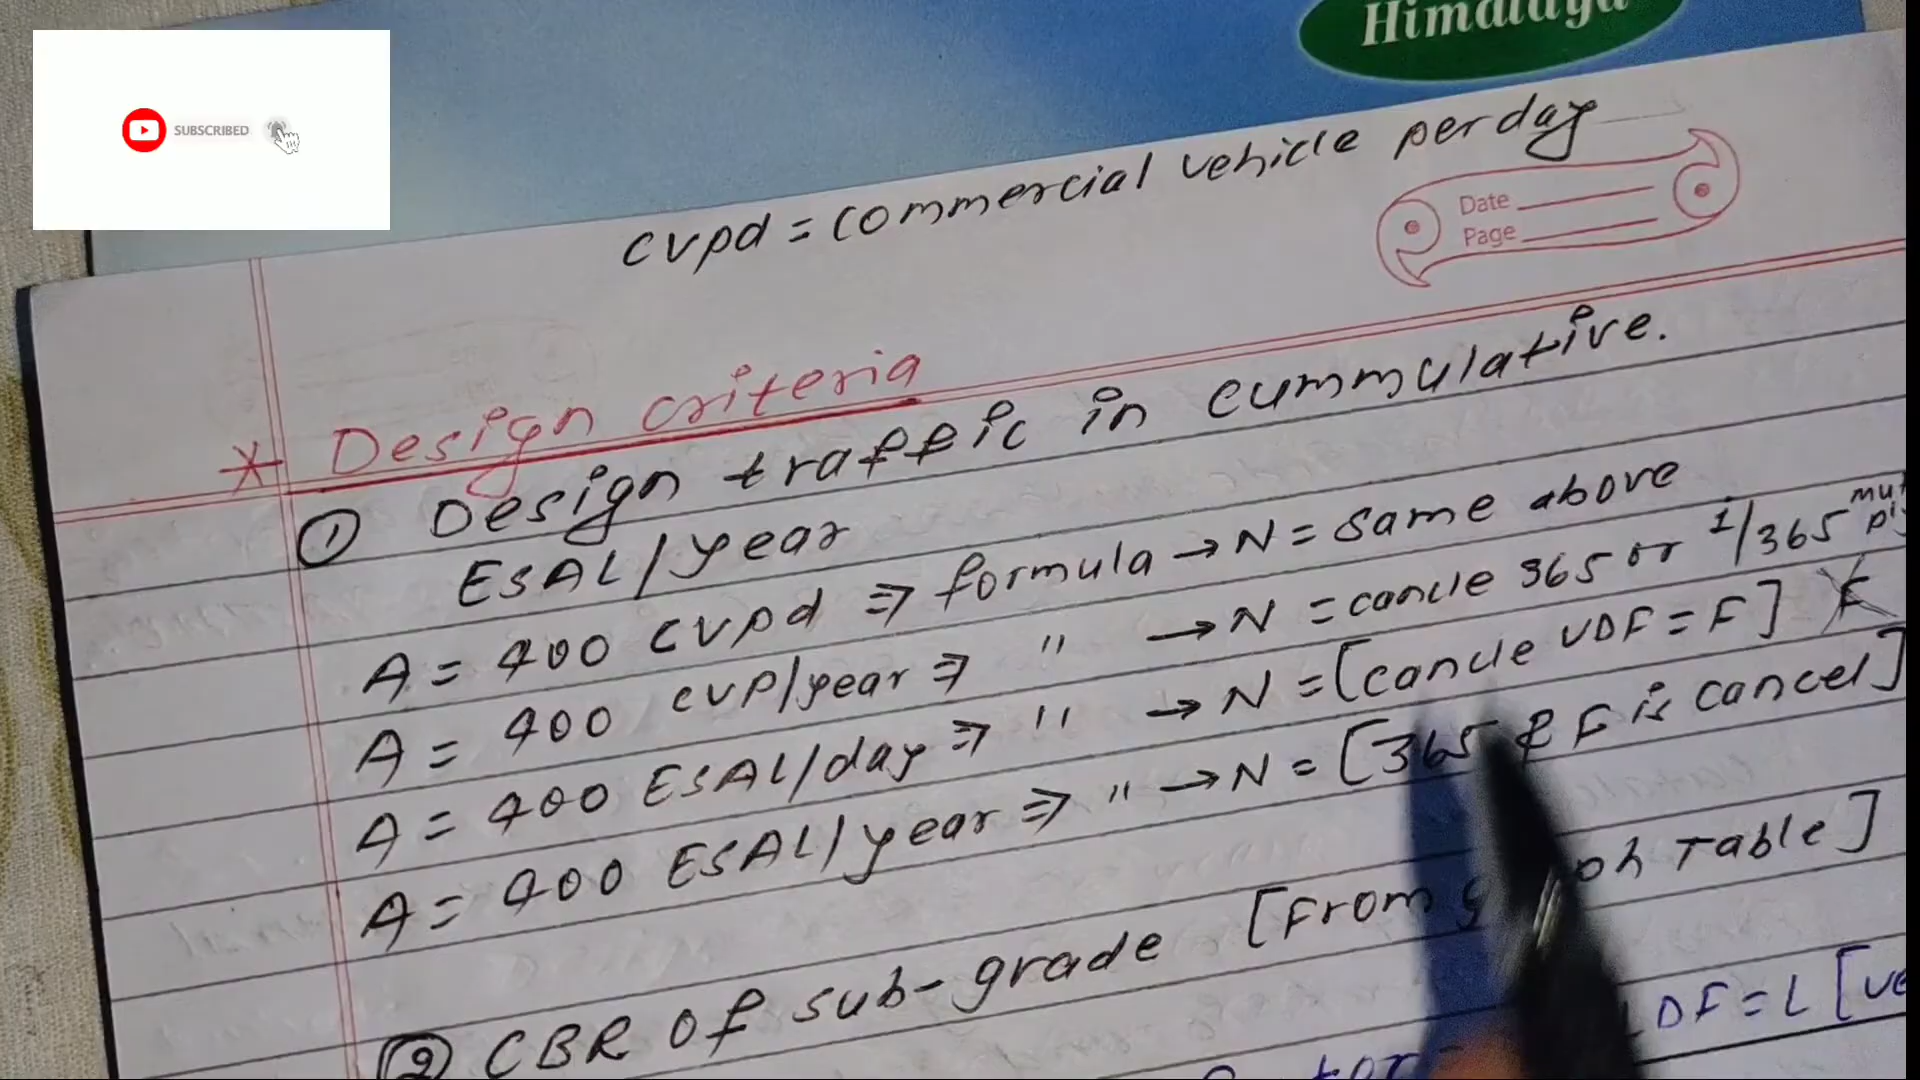 Himalaya
SUBSCRIBED
cvpd = commercial vehicle per day
Date
Page
* Design criteria
① Design traffic in cummulative.
ESAL/year
A = 400 cvpd ⇒ formula → N = same above
A = 400 cvp/year ⇒ " → N = cancle 365 or 1/365
A = 400 ESAL/day ⇒ " → N = [cancle VDF = F] F
A = 400 ESAL/year ⇒ " → N = [365 & F is cancel]
② CBR of sub-grade [From Table]
DF = L